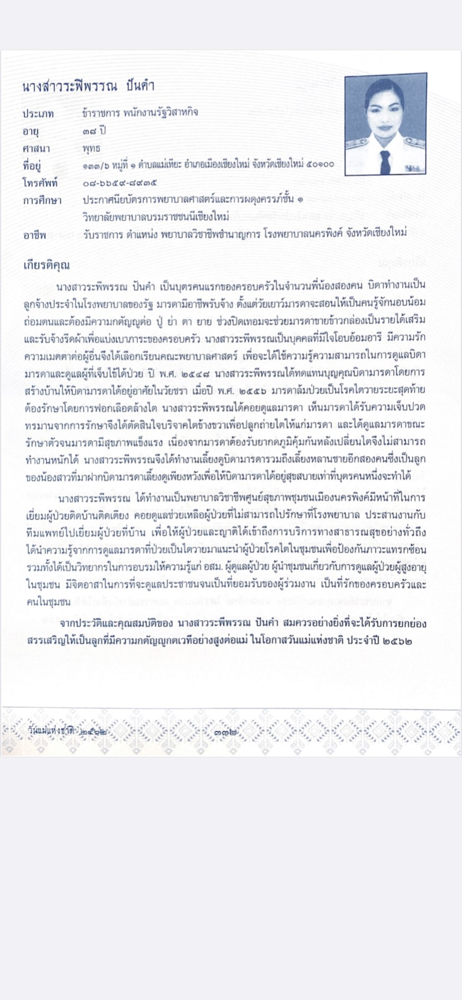 นางสาวระพีพรรณ ปันคำ
ประเภท ข้าราชการ พนักงานรัฐวิสาหกิจ
อายุ ๓๘ ปี
ศาสนา พุทธ
ที่อยู่ ๑๓๓/๖ หมู่ที่ ๑ ตำบลแม่เหียะ อำเภอเมืองเชียงใหม่ จังหวัดเชียงใหม่ ๕๐๑๐๐
โทรศัพท์ ๐๘-๖๖๕๙-๘๙๓๕
การศึกษา ประกาศนียบัตรการพยาบาลศาสตร์และการผดุงครรภ์ชั้น ๑
วิทยาลัยพยาบาลบรมราชชนนีเชียงใหม่
อาชีพ รับราชการ ตำแหน่ง พยาบาลวิชาชีพชำนาญการ โรงพยาบาลนครพิงค์ จังหวัดเชียงใหม่
เกียรติคุณ
นางสาวระพีพรรณ ปันคำ เป็นบุตรคนแรกของครอบครัวในจำนวนพี่น้องสองคน บิดาทำงานเป็น
ลูกจ้างประจำในโรงพยาบาลของรัฐ มารดามีอาชีพรับจ้าง ตั้งแต่วัยเยาว์มารดาจะสอนให้เป็นคนรู้จักนอบน้อม
ถ่อมตนและต้องมีความกตัญญูต่อ ปู่ ย่า ตา ยาย ช่วงปิดเทอมจะช่วยมารดาขายข้าวกล่องเป็นรายได้เสริม
และรับจ้างรีดผ้าเพื่อแบ่งเบาภาระของครอบครัว นางสาวระพีพรรณเป็นบุคคลที่มีใจโอบอ้อมอารี มีความรัก
ความเมตตาต่อผู้อื่นจึงได้เลือกเรียนคณะพยาบาลศาสตร์ เพื่อจะได้ใช้ความรู้ความสามารถในการดูแลบิดา
มารดาและดูแลผู้ที่เจ็บไข้ได้ป่วย ปี พ.ศ. ๒๕๔๘ นางสาวระพีพรรณได้ทดแทนบุญคุณบิดามารดาโดยการ
สร้างบ้านให้บิดามารดาได้อยู่อาศัยในวัยชรา เมื่อปี พ.ศ. ๒๕๕๖ มารดาล้มป่วยเป็นโรคไตวายระยะสุดท้าย
ต้องรักษาโดยการฟอกเลือดล้างไต นางสาวระพีพรรณได้คอยดูแลมารดา เห็นมารดาได้รับความเจ็บปวด
ทรมานจากการรักษาจึงได้ตัดสินใจบริจาคไตข้างขวาเพื่อปลูกถ่ายไตให้แก่มารดา และได้ดูแลมารดาขณะ
รักษาตัวจนมารดามีสุขภาพแข็งแรง เนื่องจากมารดาต้องรับยากดภูมิคุ้มกันหลังเปลี่ยนไตจึงไม่สามารถ
ทำงานหนักได้ นางสาวระพีพรรณจึงได้ทำงานเลี้ยงดูบิดามารดารวมถึงเลี้ยงหลานชายอีกสองคนซึ่งเป็นลูก
ของน้องสาวที่มาฝากบิดามารดาเลี้ยงดูเพียงหวังเพื่อให้บิดามารดาได้อยู่สุขสบายเท่าที่บุตรคนหนึ่งจะทำได้
นางสาวระพีพรรณ ได้ทำงานเป็นพยาบาลวิชาชีพศูนย์สุขภาพชุมชนเมืองนครพิงค์มีหน้าที่ในการ
เยี่ยมผู้ป่วยติดบ้านติดเตียง คอยดูแลช่วยเหลือผู้ป่วยที่ไม่สามารถไปรักษาที่โรงพยาบาล ประสานงานกับ
ทีมแพทย์ไปเยี่ยมผู้ป่วยที่บ้าน เพื่อให้ผู้ป่วยและญาติได้เข้าถึงการบริการทางสาธารณสุขอย่างทั่วถึง
ได้นำความรู้จากการดูแลมารดาที่ป่วยเป็นไตวายมาแนะนำผู้ป่วยโรคไตในชุมชนเพื่อป้องกันภาวะแทรกซ้อน
รวมทั้งได้เป็นวิทยากรในการอบรมให้ความรู้แก่ อสม. ผู้ดูแลผู้ป่วย ผู้นำชุมชนเกี่ยวกับการดูแลผู้ป่วยผู้สูงอายุ
ในชุมชน มีจิตอาสาในการที่จะดูแลประชาชนจนเป็นที่ยอมรับของผู้ร่วมงาน เป็นที่รักของครอบครัวและ
คนในชุมชน
จากประวัติและคุณสมบัติของ นางสาวระพีพรรณ ปันคำ สมควรอย่างยิ่งที่จะได้รับการยกย่อง
สรรเสริญให้เป็นลูกที่มีความกตัญญูกตเวทีอย่างสูงต่อแม่ ในโอกาสวันแม่แห่งชาติ ประจำปี ๒๕๖๒
วันแม่แห่งชาติ ๒๕๖๒ ๓๓๒